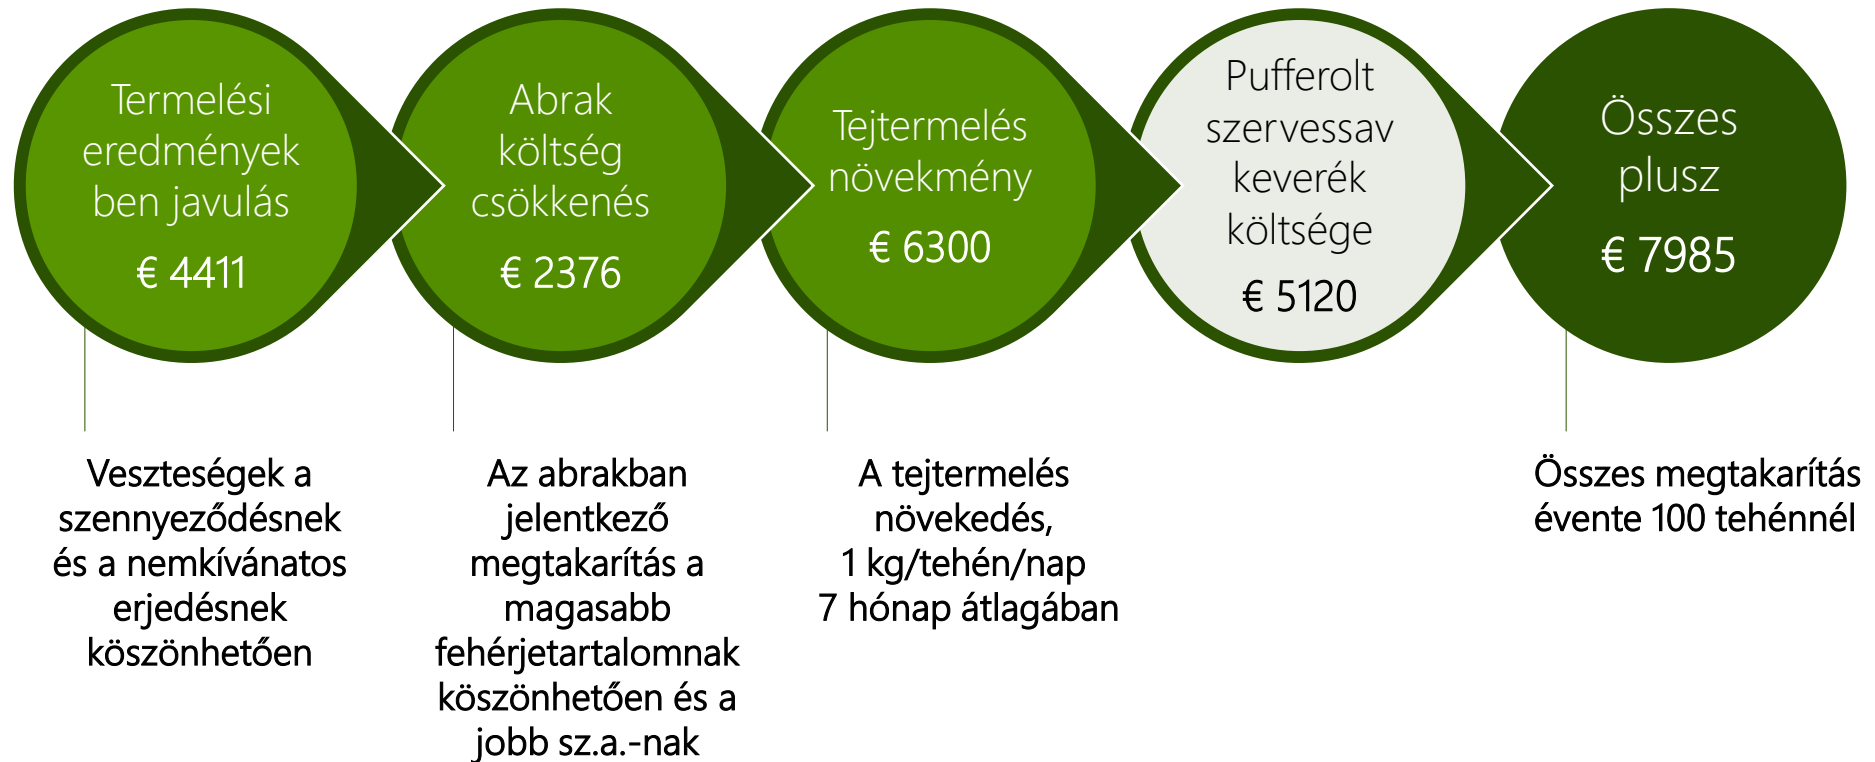 Termelési
eredmények
ben javulás
€ 4411
Abrak
költség
csökkenés
€ 2376
Tejtermelés
növekmény
€ 6300
Pufferolt
szervessav
keverék
költsége
€ 5120
Összes
plusz
€ 7985
Veszteségek a
szennyeződésnek
és a nemkívánatos
erjedésnek
köszönhetően
Az abrakban
jelentkező
megtakarítás a
magasabb
fehérjetartalomnak
köszönhetően és a
jobb sz.a.-nak
A tejtermelés
növekedés,
1 kg/tehén/nap
7 hónap átlagában
Összes megtakarítás
évente 100 tehénnél